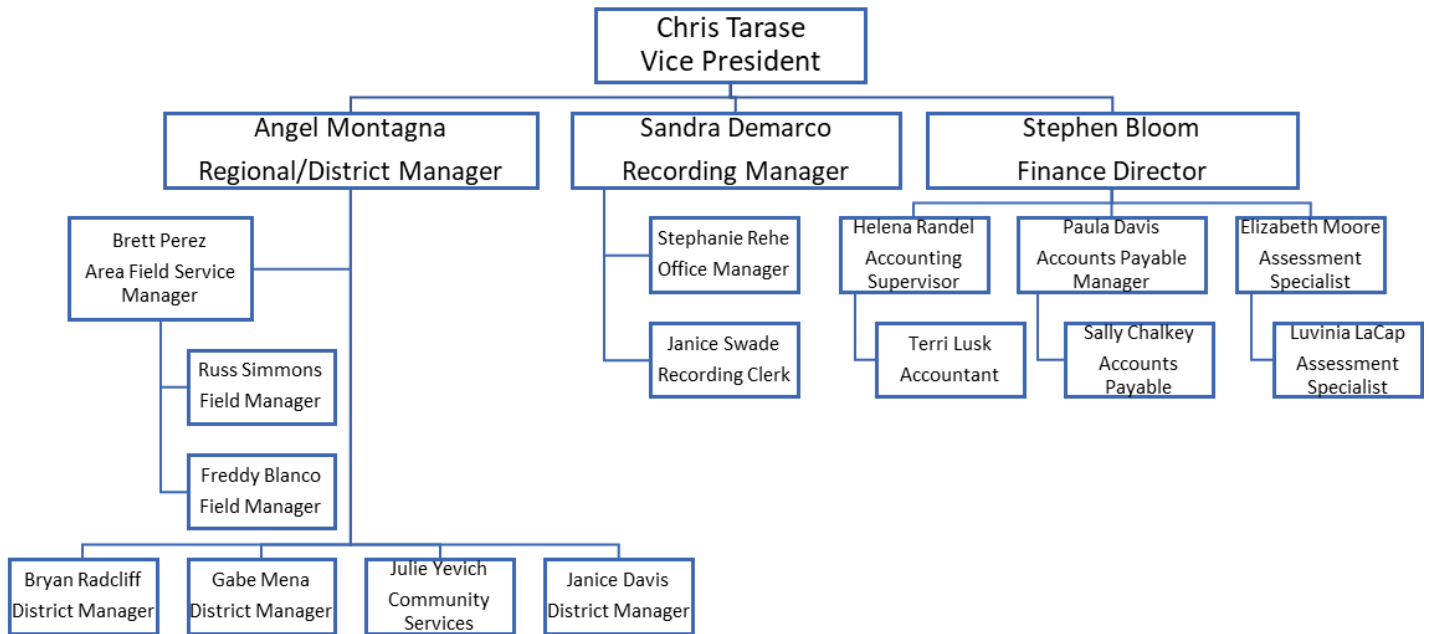 Chris Tarase
Vice President
Angel Montagna
Regional/District Manager
Sandra Demarco
Recording Manager
Stephen Bloom
Finance Director
Brett Perez
Area Field Service
Manager
Russ Simmons
Field Manager
Freddy Blanco
Field Manager
Bryan Radcliff
District Manager
Gabe Mena
District Manager
Julie Yevich
Community
Services
Janice Davis
District Manager
Stephanie Rehe
Office Manager
Janice Swade
Recording Clerk
Helena Randel
Accounting
Supervisor
Terri Lusk
Accountant
Paula Davis
Accounts Payable
Manager
Sally Chalkey
Accounts
Payable
Elizabeth Moore
Assessment
Specialist
Luvinia LaCap
Assessment
Specialist